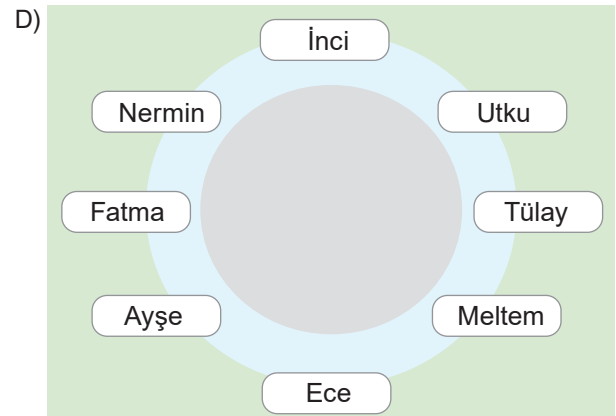 D)
İnci
Nermin
Utku
Fatma
Tülay
Ayşe
Meltem
Ece